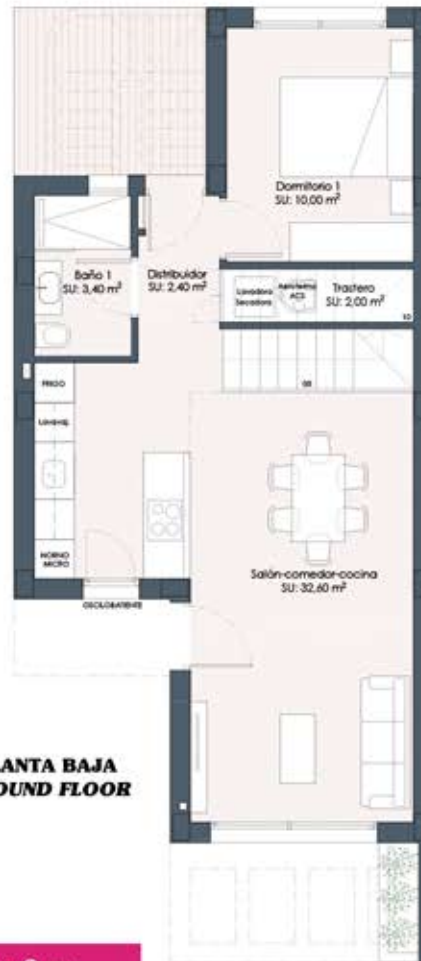 Dormitorio 1
SU: 10,00 m²
Baño 1
SU: 3,40 m²
Distribuidor
SU: 2,40 m²
Lavadora
Secadora
Aerotermo
ACS
Trastero
SU: 2,00 m²
FRIGO
LAVAVAJ.
HORNO
MICRO
OSCILOBATIENTE
Salón-comedor-cocina
SU: 32,60 m²
ANTA BAJA
OUND FLOOR